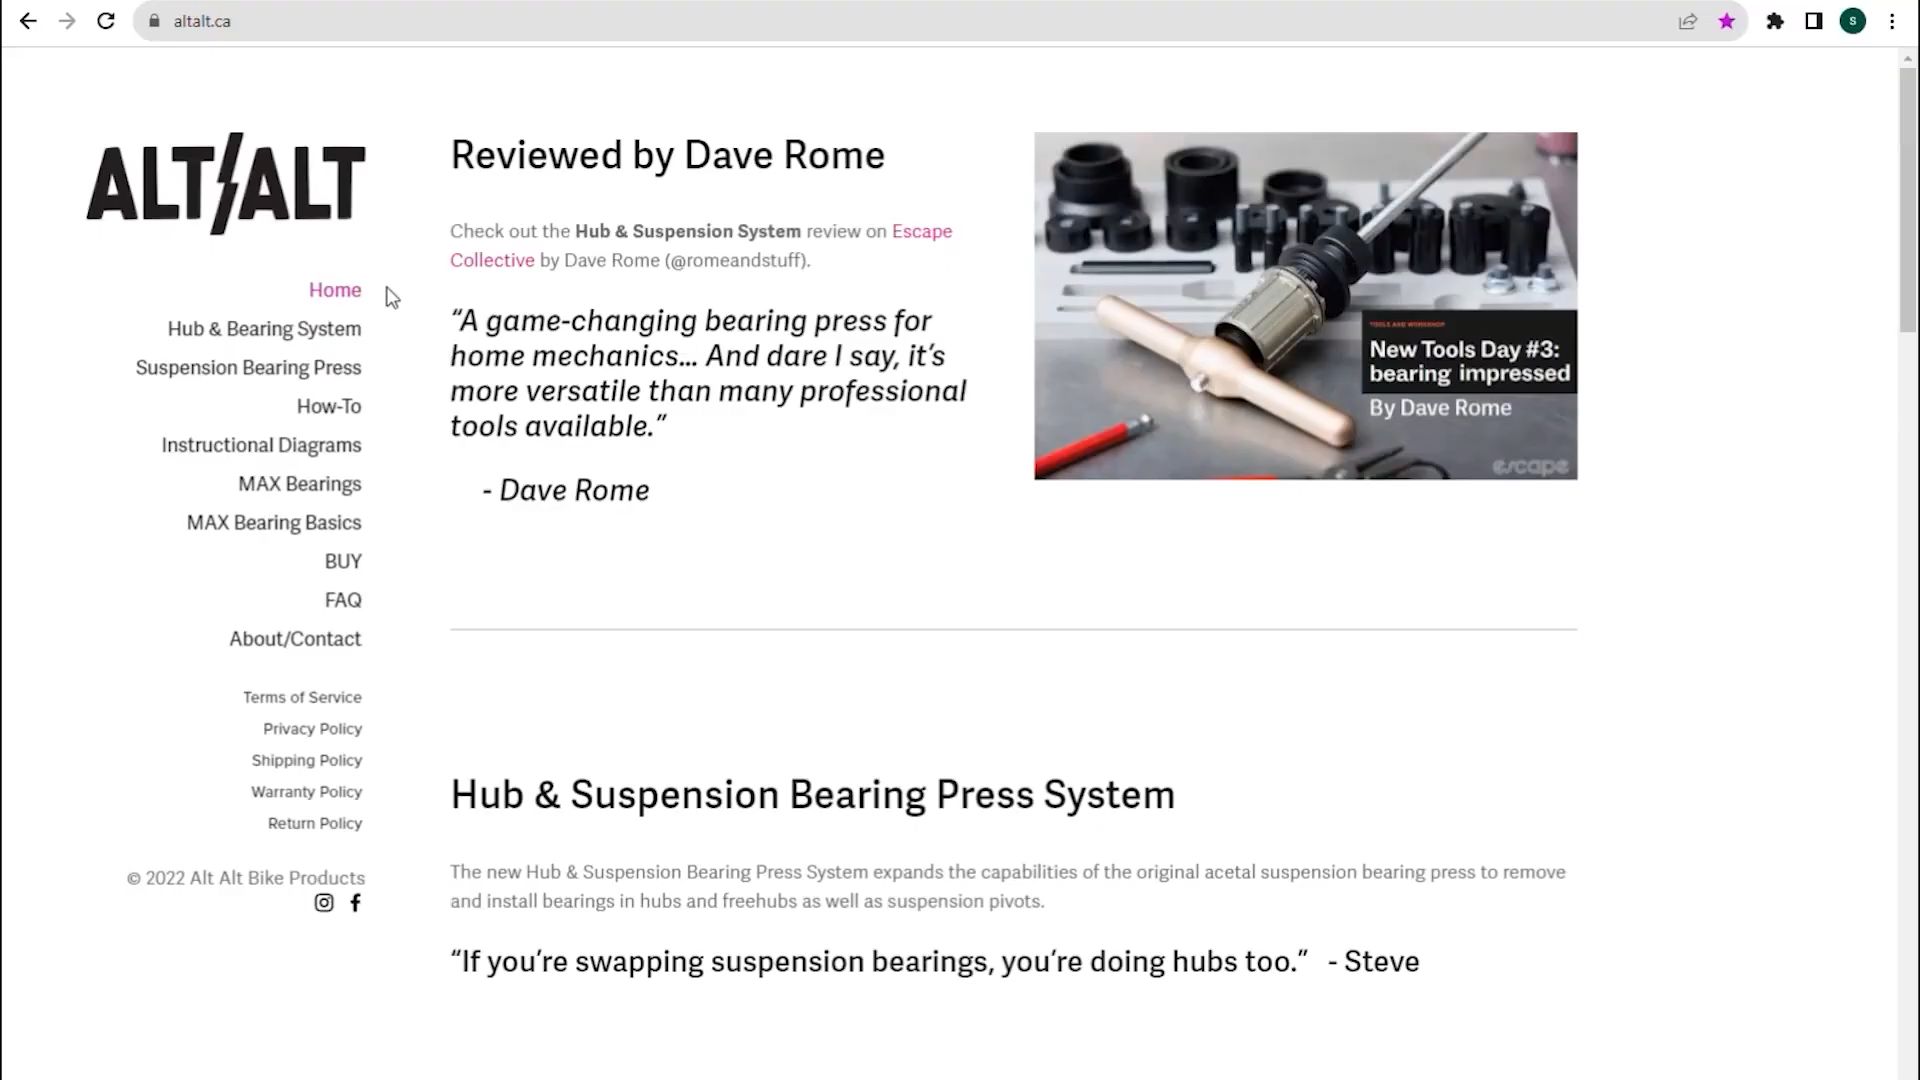 altalt.ca
S
ALT/ALT
Home
Hub & Bearing System
Suspension Bearing Press
How-To
Instructional Diagrams
MAX Bearings
MAX Bearing Basics
BUY
FAQ
About/Contact
Terms of Service
Privacy Policy
Shipping Policy
Warranty Policy
Return Policy
© 2022 Alt Alt Bike Products
Reviewed by Dave Rome
Check out the Hub & Suspension System review on Escape
Collective by Dave Rome (@romeandstuff).
“A game-changing bearing press for
home mechanics... And dare I say, it’s
more versatile than many professional
tools available.”
- Dave Rome
TOOLS AND WORKSHOP
New Tools Day #3:
bearing impressed
By Dave Rome
escape
Hub & Suspension Bearing Press System
The new Hub & Suspension Bearing Press System expands the capabilities of the original acetal suspension bearing press to remove
and install bearings in hubs and freehubs as well as suspension pivots.
“If you’re swapping suspension bearings, you’re doing hubs too.” - Steve